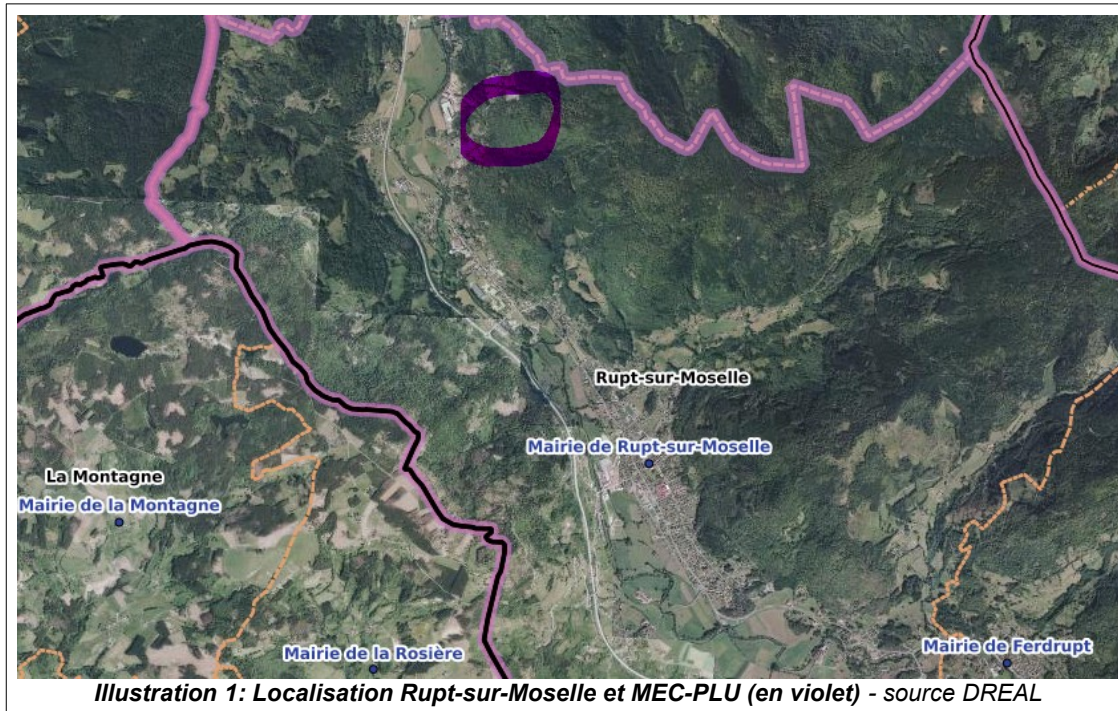 Rupt-sur-Moselle
Mairie de Rupt-sur-Moselle
La Montagne
Mairie de la Montagne
Mairie de la Rosière
Mairie de Ferdrupt
Illustration 1: Localisation Rupt-sur-Moselle et MEC-PLU (en violet) - source DREAL